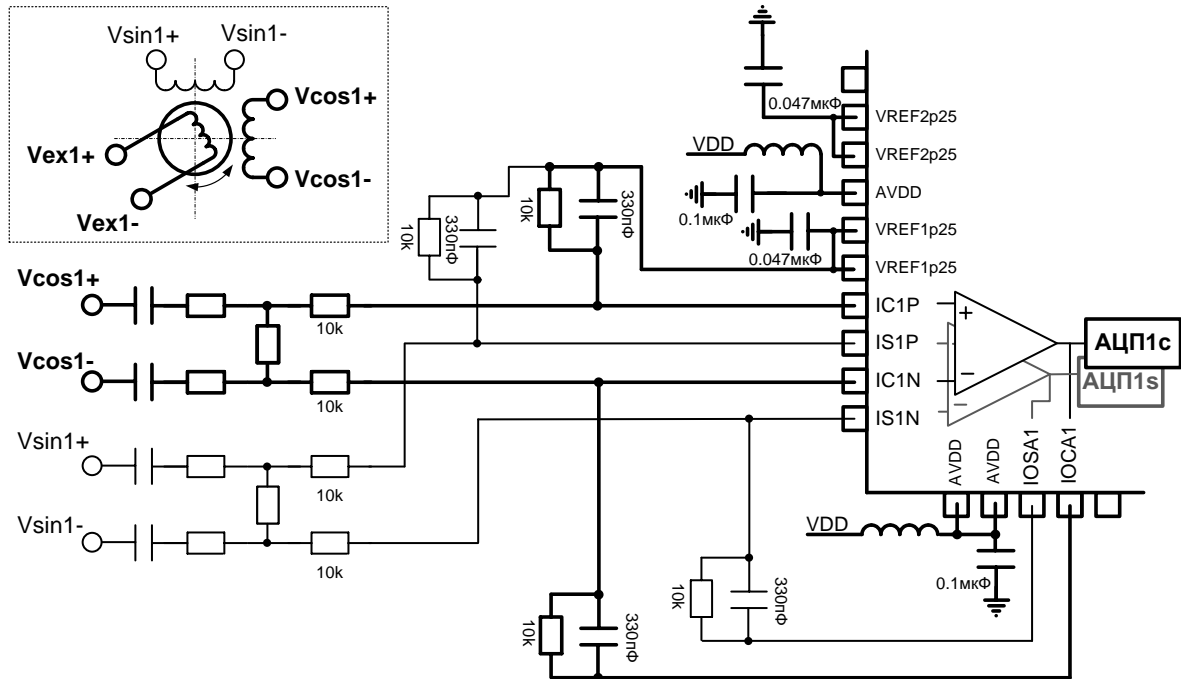 Vsin1+
Vsin1-
Vcos1+
Vex1+
Vcos1-
Vex1-
0.047мкФ
VREF2p25
VDD
VREF2p25
AVDD
0.1мкФ
VREF1p25
0.047мкФ
VREF1p25
10k
330пФ
10k
330пФ
Vcos1+
10k
IC1P
IS1P
+
АЦП1c
Vcos1-
10k
IC1N
−
АЦП1s
−
IS1N
Vsin1+
10k
AVDD
AVDD
IOSA1
IOCA1
Vsin1-
10k
VDD
0.1мкФ
10k
330пФ
10k
330пФ